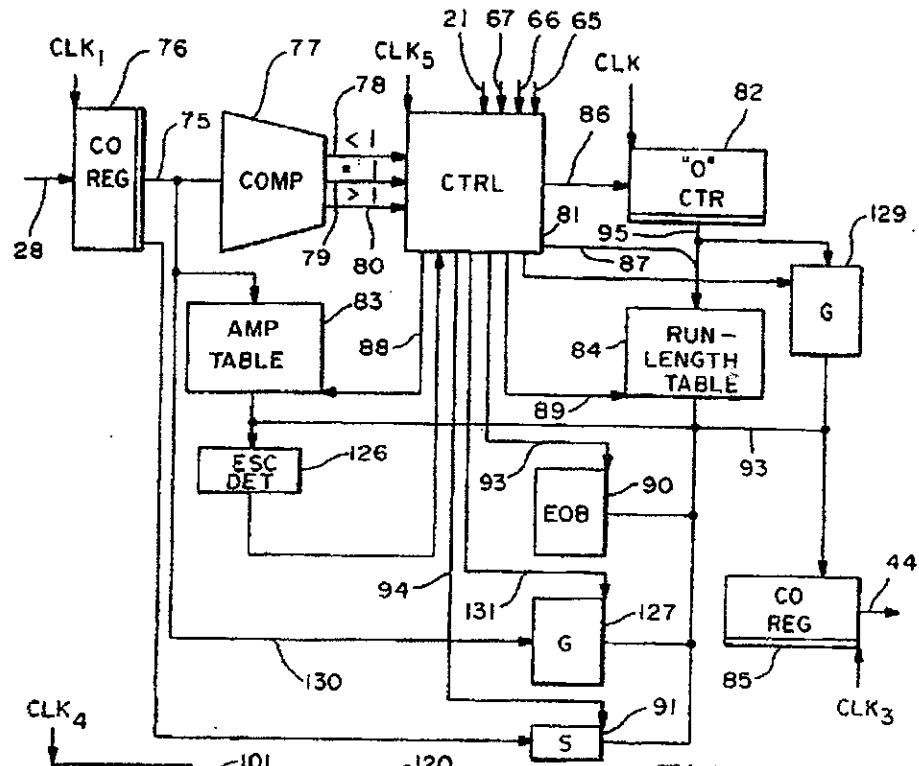 76
77
21
67
66
65
CLK1
CLK5
CLK
78
75
86
82
< 1
= 1
> 1
CO
REG
COMP
CTRL
"O"
CTR
28
79
80
81
95
129
87
83
88
AMP
TABLE
84
RUN-
LENGTH
TABLE
G
89
ESC
DET
126
93
90
93
EOB
94
131
127
G
CO
REG
44
130
85
91
S
CLK3
CLK4
101
120